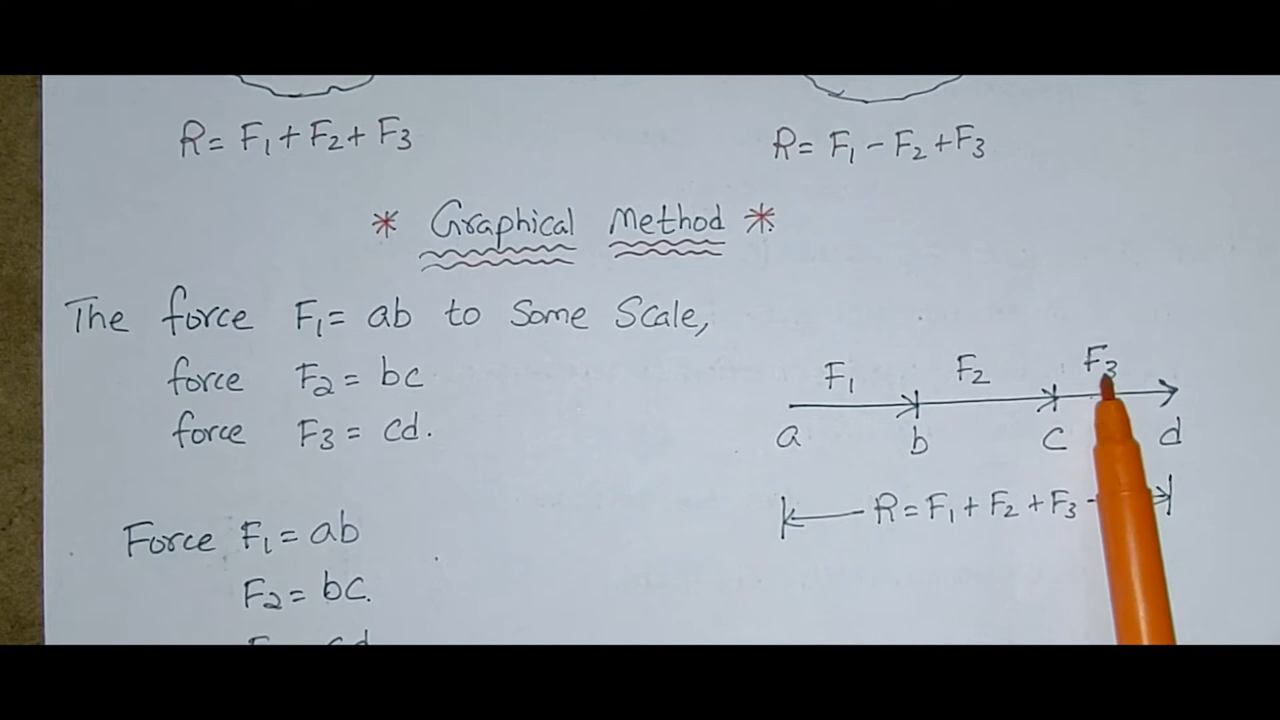 R = F1 + F2 + F3
R = F1 - F2 + F3
* Graphical Method *
The force F1 = ab to Some Scale,
force F2 = bc
force F3 = cd.
F1 F2 F3
a b c d
R = F1 + F2 + F3
Force F1 = ab
F2 = bc.